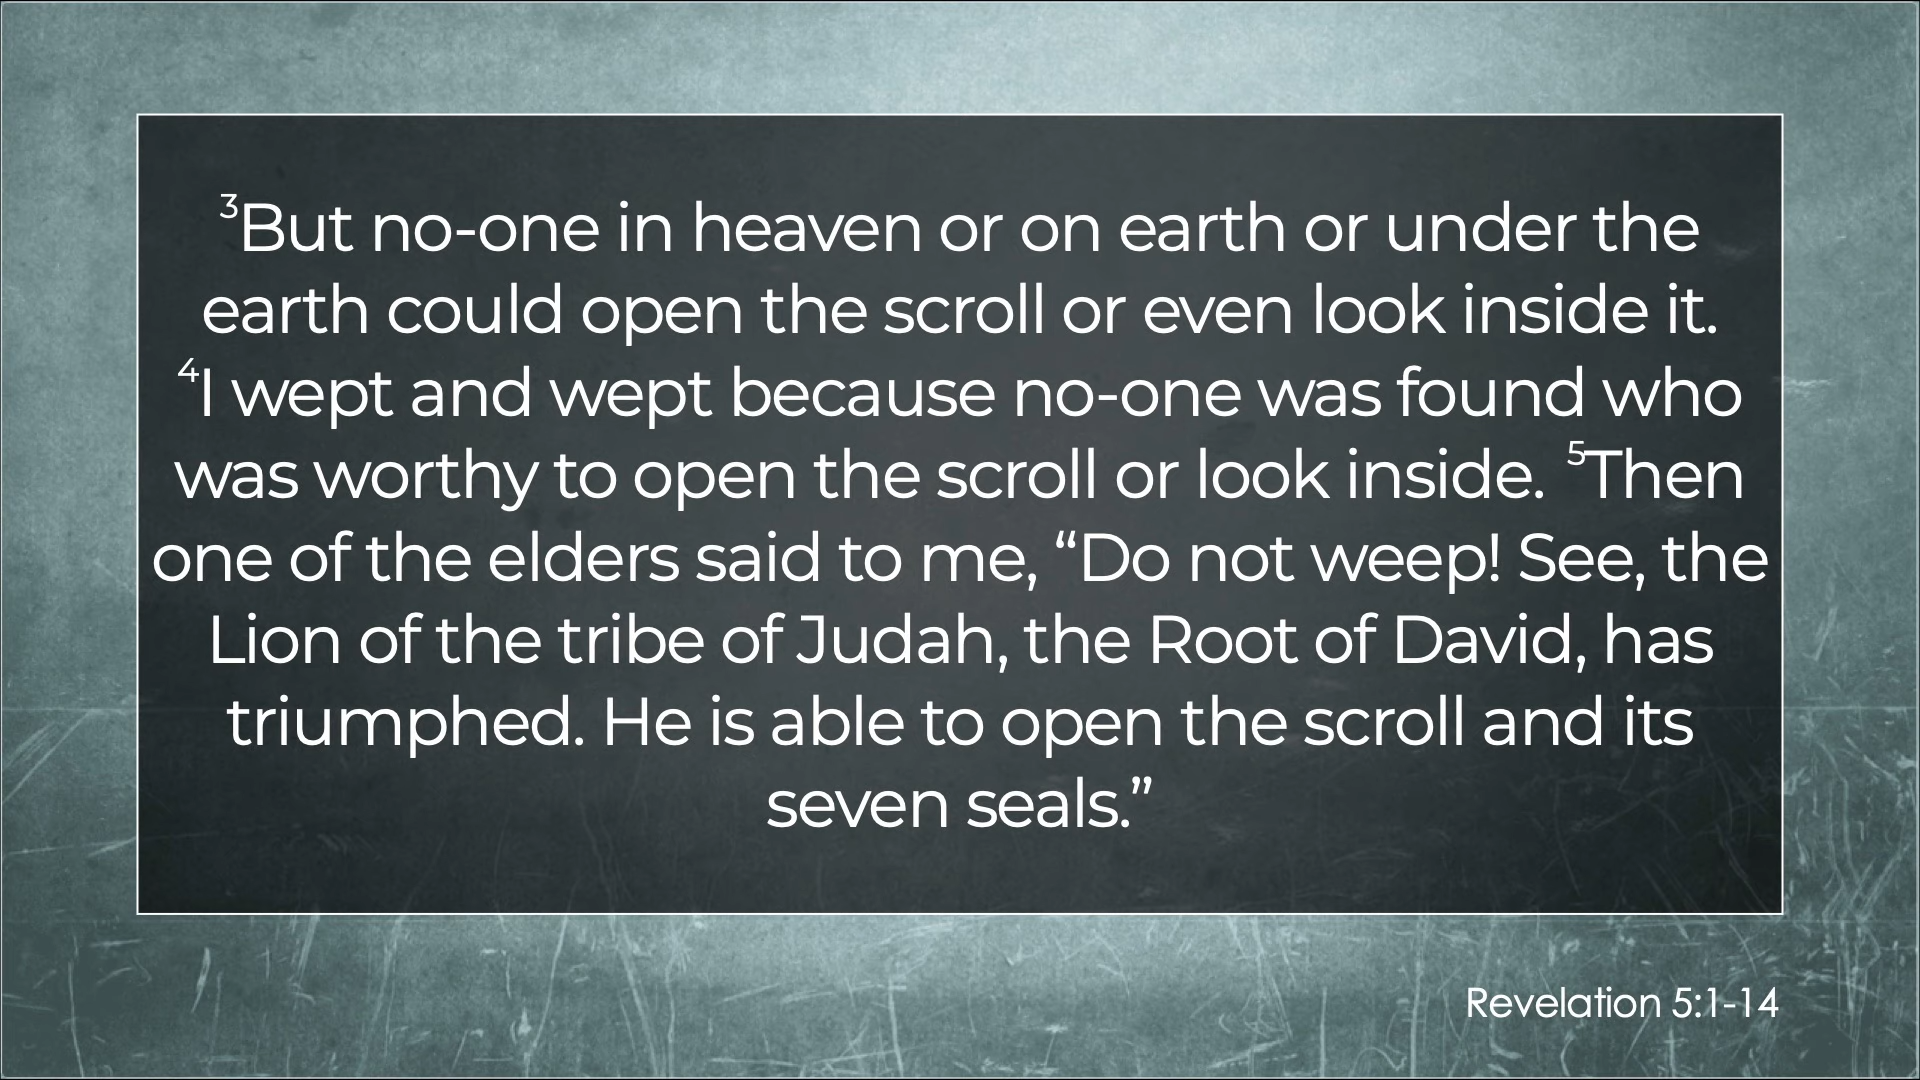 ³But no-one in heaven or on earth or under the
earth could open the scroll or even look inside it.
⁴I wept and wept because no-one was found who
was worthy to open the scroll or look inside. ⁵Then
one of the elders said to me, “Do not weep! See, the
Lion of the tribe of Judah, the Root of David, has
triumphed. He is able to open the scroll and its
seven seals.”
Revelation 5:1-14